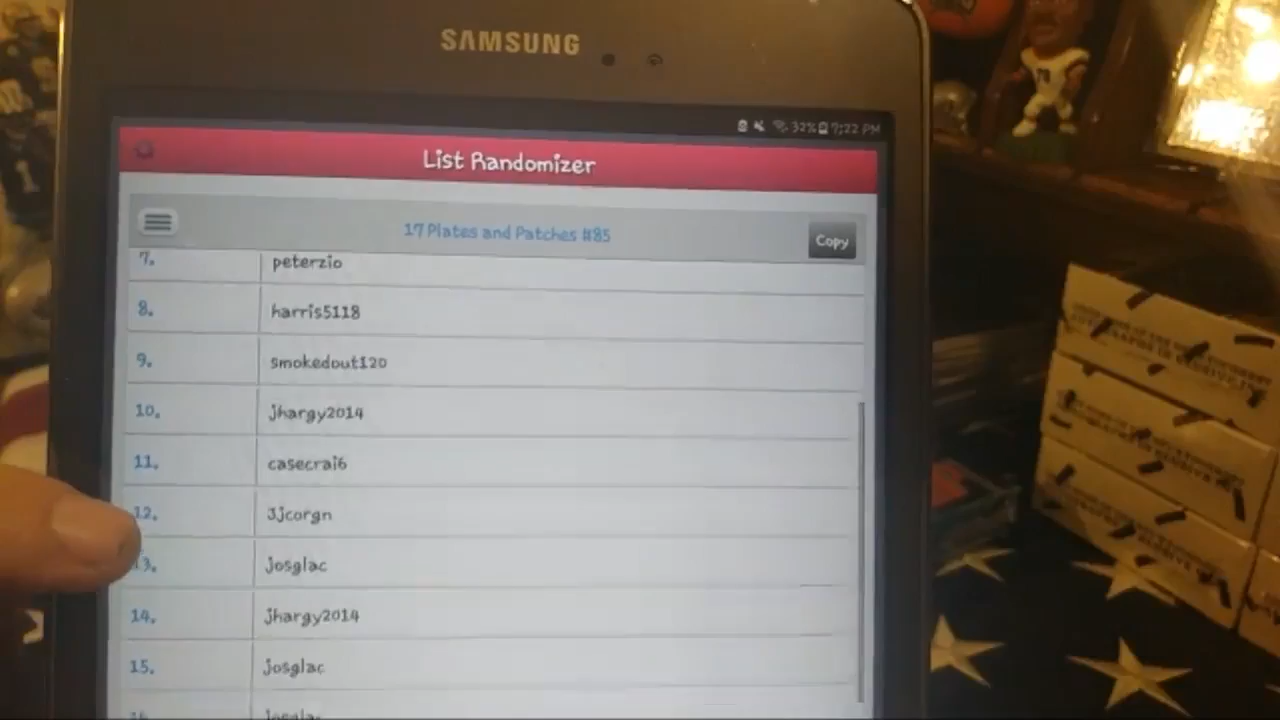 SAMSUNG
32% 7:22 PM
List Randomizer
17 Plates and Patches #85
Copy
7. peterzio
8. harris5118
9. smokedout120
10. jhargy2014
11. casecrai6
12. 3jcorgn
13. josglac
14. jhargy2014
15. josglac